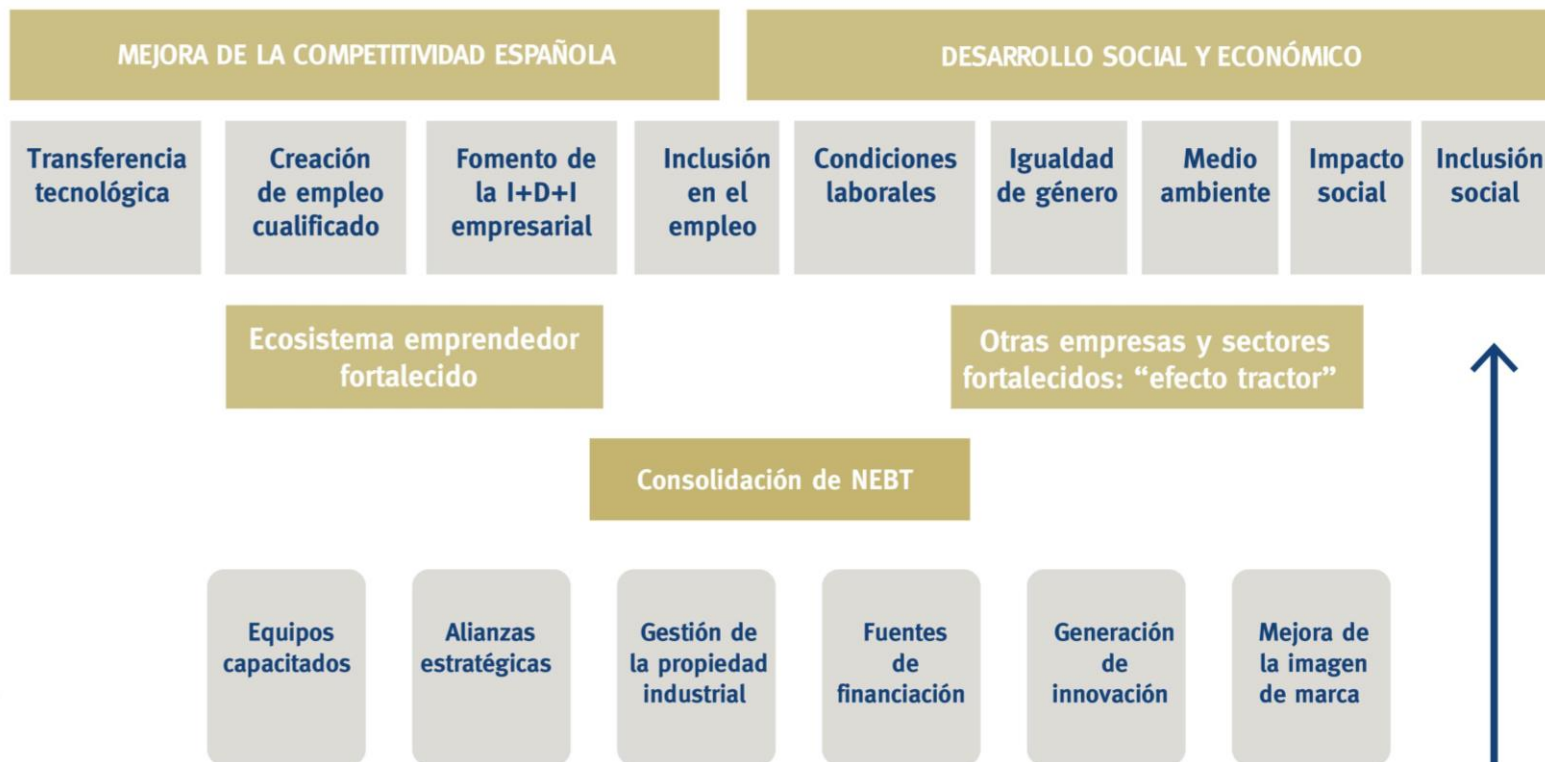 MEJORA DE LA COMPETITIVIDAD ESPAÑOLA
DESARROLLO SOCIAL Y ECONÓMICO
Transferencia
tecnológica
Creación
de empleo
cualificado
Fomento de
la I+D+I
empresarial
Inclusión
en el
empleo
Condiciones
laborales
Igualdad
de género
Medio
ambiente
Impacto
social
Inclusión
social
Ecosistema emprendedor
fortalecido
Otras empresas y sectores
fortalecidos: “efecto tractor”
Consolidación de NEBT
Equipos
capacitados
Alianzas
estratégicas
Gestión de
la propiedad
industrial
Fuentes
de
financiación
Generación
de
innovación
Mejora de
la imagen
de marca